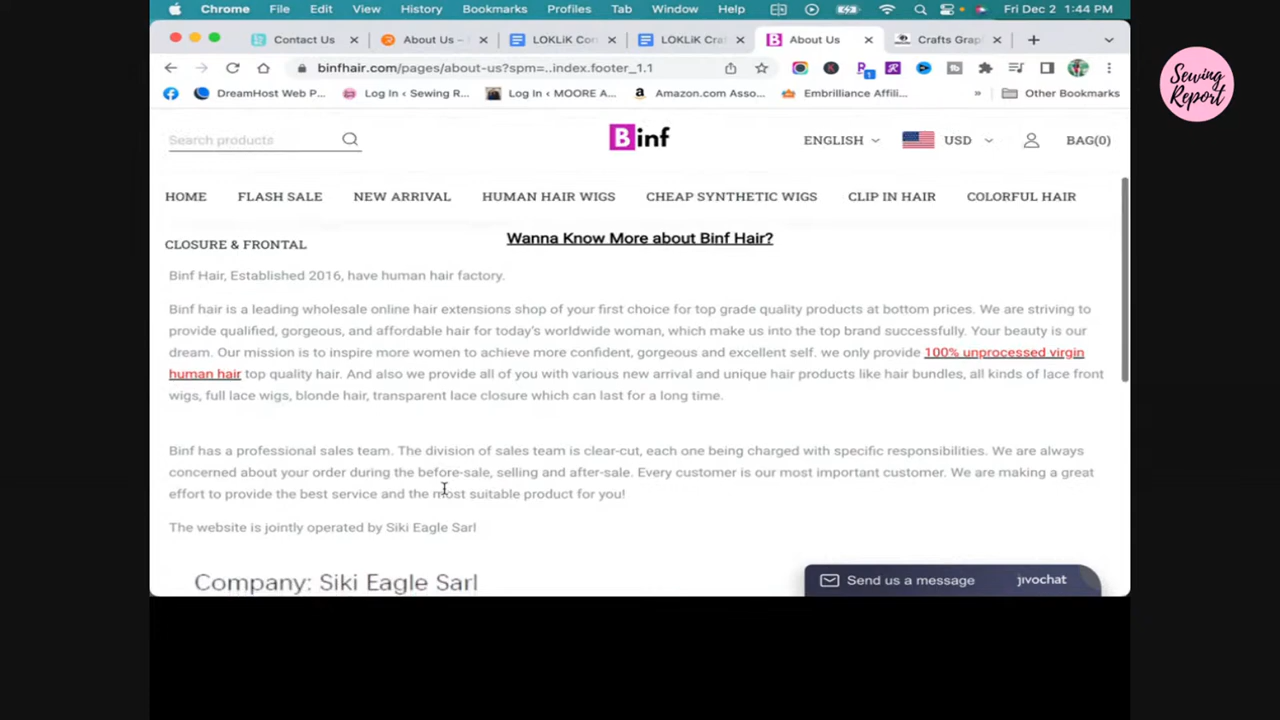 Chrome File Edit View History Bookmarks Profiles Tab Window Help Fri Dec 2 1:44 PM
Contact Us About Us – LOKLiK Con LOKLiK Cra About Us Crafts Grap
binfhair.com/pages/about-us?spm=..index.footer_1.1
DreamHost Web P... Log In ‹ Sewing R... Log In ‹ MOORE A... Amazon.com Asso... Embrilliance Affili... » Other Bookmarks
Sewing
Report
Search products Binf ENGLISH USD BAG(0)
HOME FLASH SALE NEW ARRIVAL HUMAN HAIR WIGS CHEAP SYNTHETIC WIGS CLIP IN HAIR COLORFUL HAIR
CLOSURE & FRONTAL
Wanna Know More about Binf Hair?
Binf Hair, Established 2016, have human hair factory.
Binf hair is a leading wholesale online hair extensions shop of your first choice for top grade quality products at bottom prices. We are striving to
provide qualified, gorgeous, and affordable hair for today's worldwide woman, which make us into the top brand successfully. Your beauty is our
dream. Our mission is to inspire more women to achieve more confident, gorgeous and excellent self. we only provide 100% unprocessed virgin
human hair top quality hair. And also we provide all of you with various new arrival and unique hair products like hair bundles, all kinds of lace front
wigs, full lace wigs, blonde hair, transparent lace closure which can last for a long time.
Binf has a professional sales team. The division of sales team is clear-cut, each one being charged with specific responsibilities. We are always
concerned about your order during the before-sale, selling and after-sale. Every customer is our most important customer. We are making a great
effort to provide the best service and the most suitable product for you!
The website is jointly operated by Siki Eagle Sarl
Company: Siki Eagle Sarl
Send us a message jivochat